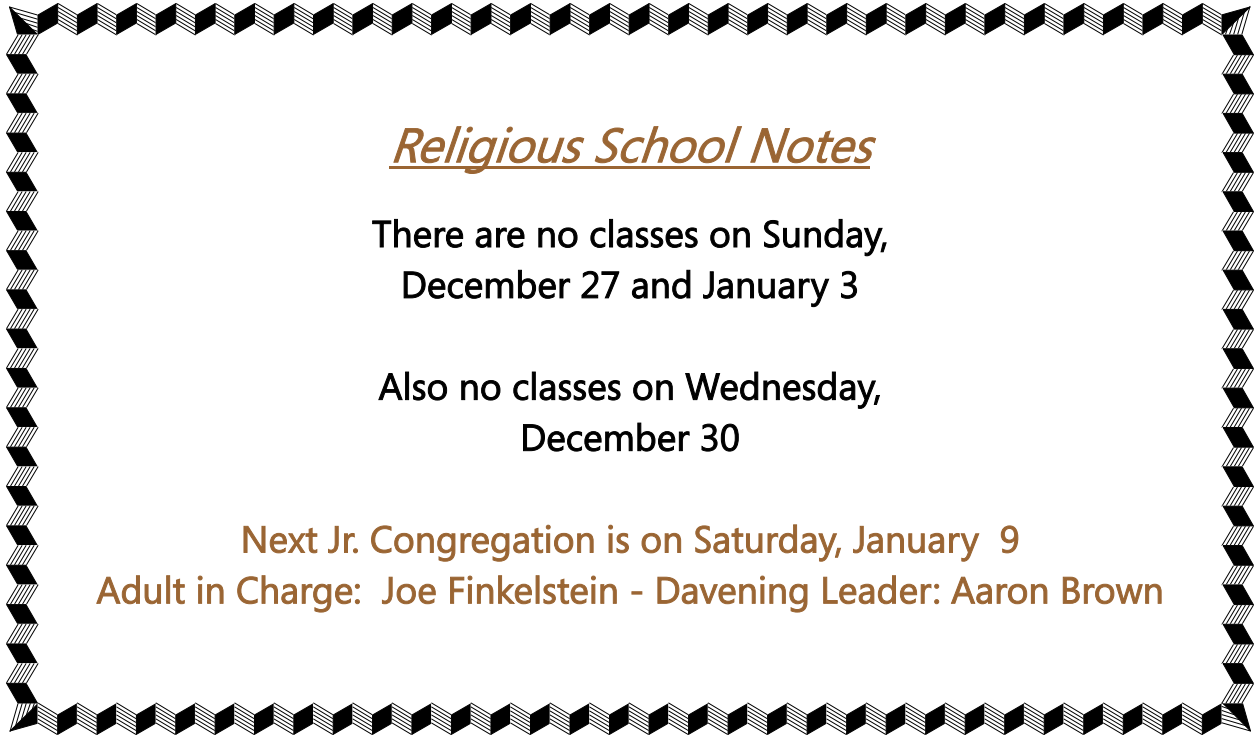 Religious School Notes
There are no classes on Sunday,
December 27 and January 3
Also no classes on Wednesday,
December 30
Next Jr. Congregation is on Saturday, January  9
Adult in Charge:  Joe Finkelstein - Davening Leader: Aaron Brown